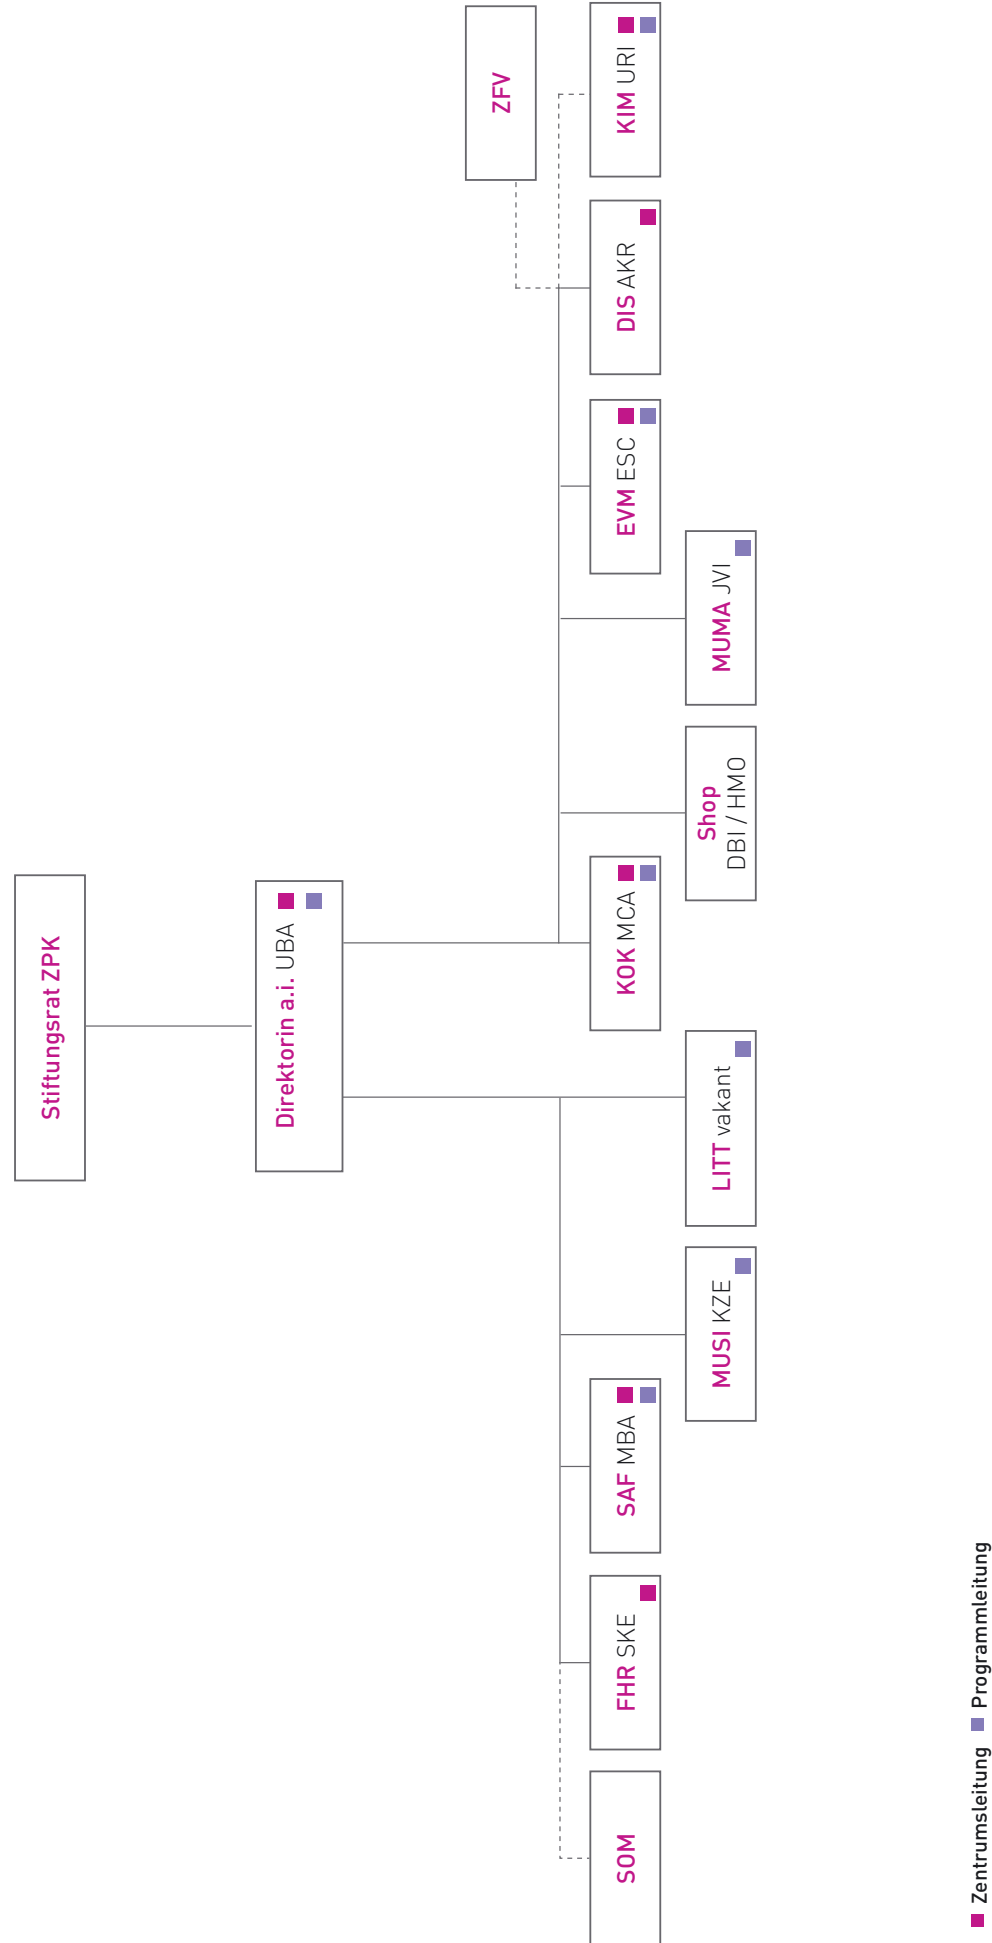 Stiftungsrat ZPK
Direktorin a.i. UBA
ZFV
SOM
FHR SKE
SAF MBA
KOK MCA
EVM ESC
DIS AKR
KIM URI
MUSI KZE
LITT vakant
Shop
DBI / HMO
MUMA JVI
Zentrumsleitung
Programmleitung